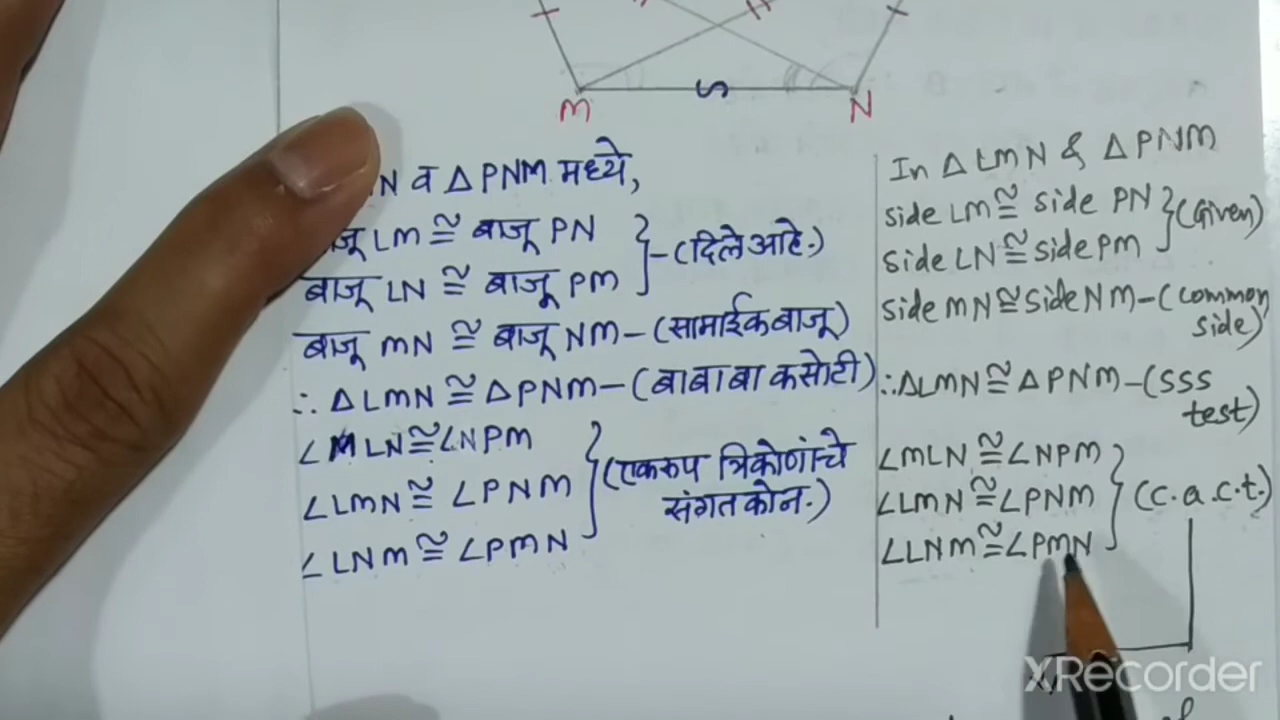 M N
N व △ PNM मध्ये,
LM ≅ बाजू PN
बाजू LN ≅ बाजू PM } - (दिले आहे.)
बाजू MN ≅ बाजू NM - (सामाईक बाजू)
∴ △ LMN ≅ △ PNM - (बाबाबा कसोटी)
∠MLN ≅ ∠NPM
∠LMN ≅ ∠PNM } (एकरुप त्रिकोणांचे
संगतकोन.)
∠LNM ≅ ∠PMN
In △ LMN & △ PNM
side LM ≅ side PN } (Given)
side LN ≅ side PM
side MN ≅ side NM - (common
side)
∴ △LMN ≅ △ PNM - (SSS
test)
∠MLN ≅ ∠NPM
∠LMN ≅ ∠PNM } (c.a.c.t.)
∠LNM ≅ ∠PMN
XRecorder